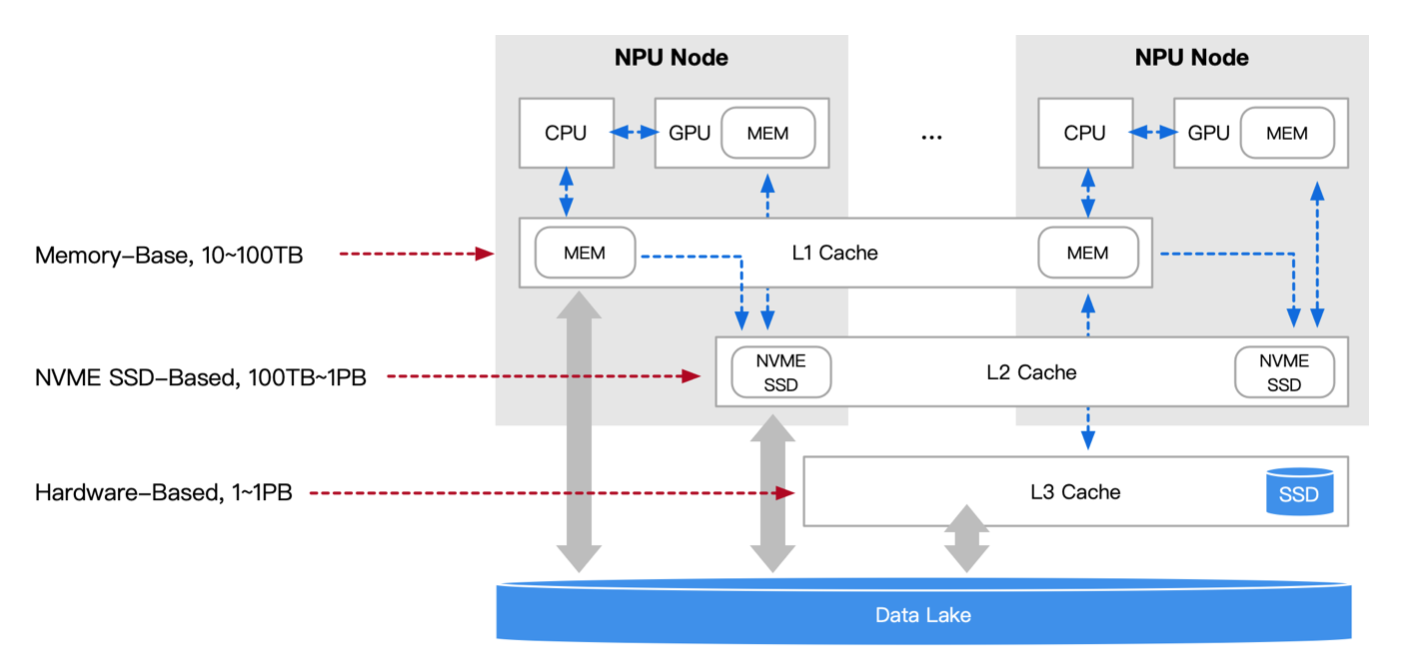 NPU Node
NPU Node
CPU
GPU
MEM
...
CPU
GPU
MEM
Memory-Base, 10~100TB
MEM
L1 Cache
MEM
NVME SSD-Based, 100TB~1PB
NVME
SSD
L2 Cache
NVME
SSD
Hardware-Based, 1~1PB
L3 Cache
SSD
Data Lake